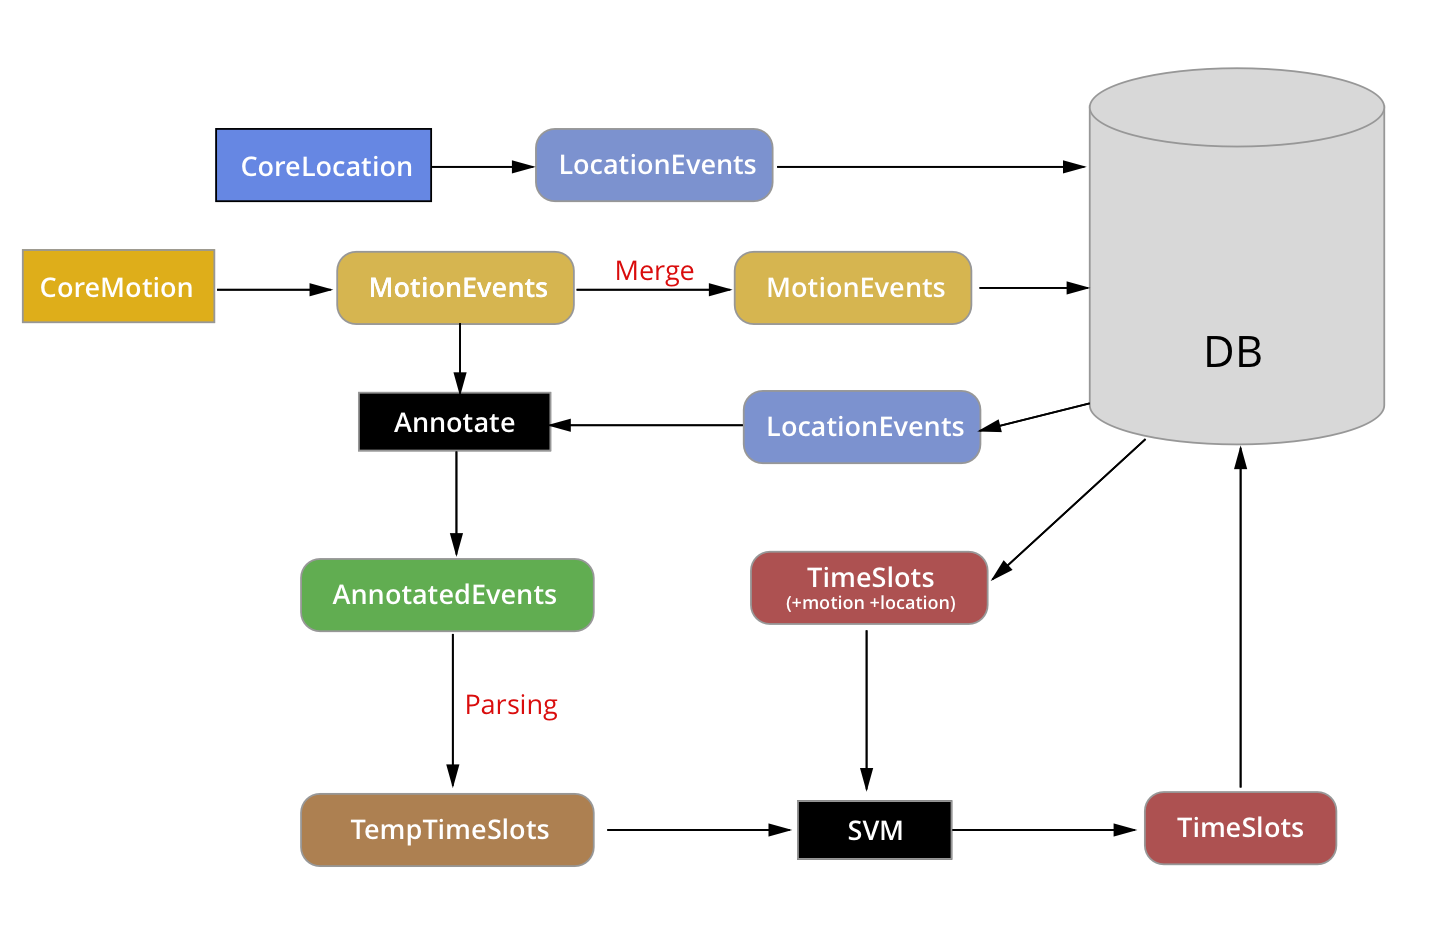 CoreLocation
LocationEvents
CoreMotion
MotionEvents
Merge
MotionEvents
DB
Annotate
LocationEvents
AnnotatedEvents
TimeSlots
(+motion +location)
Parsing
TempTimeSlots
SVM
TimeSlots